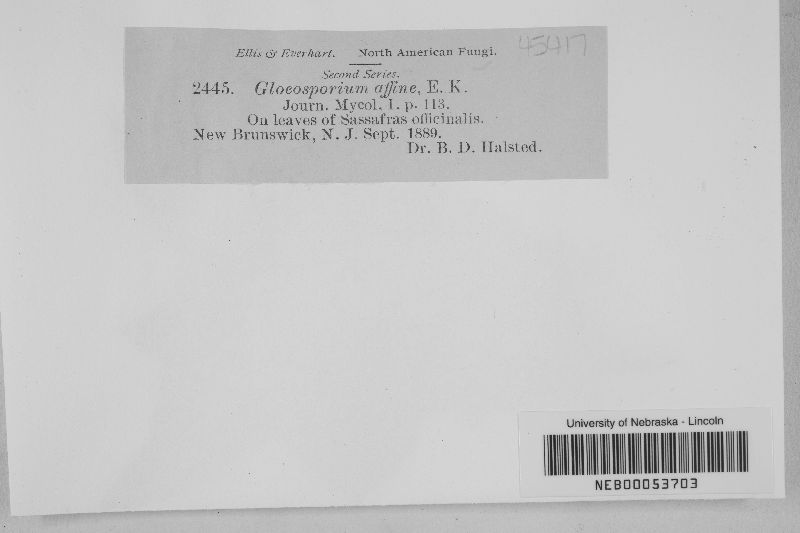 Ellis & Everhart. North American Fungi. 45417
Second Series.
2445. Gloeosporium affine, E. K.
Journ. Mycol. I. p. 113.
On leaves of Sassafras officinalis.
New Brunswick, N. J. Sept. 1889.
Dr. B. D. Halsted.
University of Nebraska - Lincoln
NEB00053703